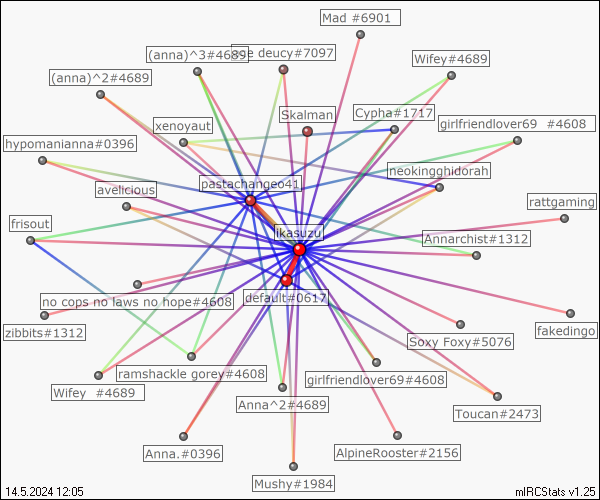 Mad #6901
(anna)^3#4689
deucy#7097
Wifey#4689
(anna)^2#4689
Skalman
Cypha#1717
xenoyaut
girlfriendlover69  #4608
hypomanianna#0396
neokingghidorah
pastachangeo41
avelicious
rattgaming
frisout
likasuzu
Annarchist#1312
no cops no laws no hope#4608
default#0617
zibbits#1312
fakedingo
Soxy Foxy#5076
ramshackle gorey#4608
girlfriendlover69#4608
Wifey  #4689
Anna^2#4689
Toucan#2473
Anna.#0396
AlpineRooster#2156
Mushy#1984
14.5.2024 12:05
mIRCStats v1.25